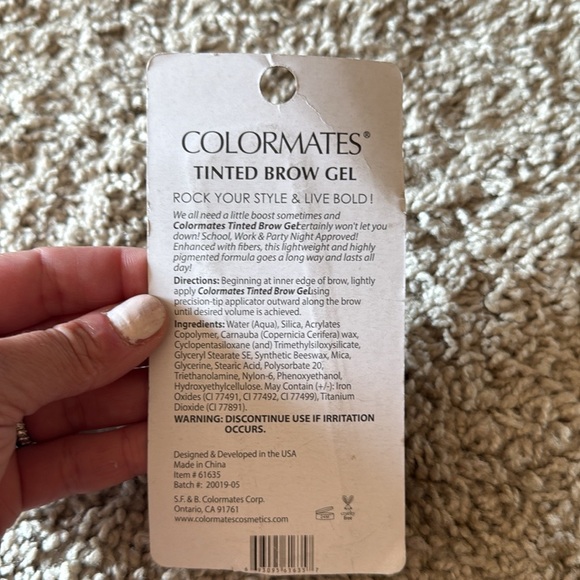 COLORMATES®
TINTED BROW GEL
ROCK YOUR STYLE & LIVE BOLD!
We all need a little boost sometimes and
Colormates Tinted Brow Gel certainly won't let you
down! School, Work & Party Night Approved!
Enhanced with fibers, this lightweight and highly
pigmented formula goes a long way and lasts all
day!
Directions: Beginning at inner edge of brow, lightly
apply Colormates Tinted Brow Gel using
precision-tip applicator outward along the brow
until desired volume is achieved.
Ingredients: Water (Aqua), Silica, Acrylates
Copolymer, Carnauba (Copernicia Cerifera) wax,
Cyclopentasiloxane (and) Trimethylsiloxysilicate,
Glyceryl Stearate SE, Synthetic Beeswax, Mica,
Glycerine, Stearic Acid, Polysorbate 20,
Triethanolamine, Nylon-6, Phenoxyethanol,
Hydroxyethylcellulose. May Contain (+/-): Iron
Oxides (CI 77491, CI 77492, CI 77499), Titanium
Dioxide (CI 77891).
WARNING: DISCONTINUE USE IF IRRITATION
OCCURS.
Designed & Developed in the USA
Made in China
Item # 61635
Batch #: 20019-05
S.F. & B. Colormates Corp.
Ontario, CA 91761
www.colormatescosmetics.com
cruelty
free